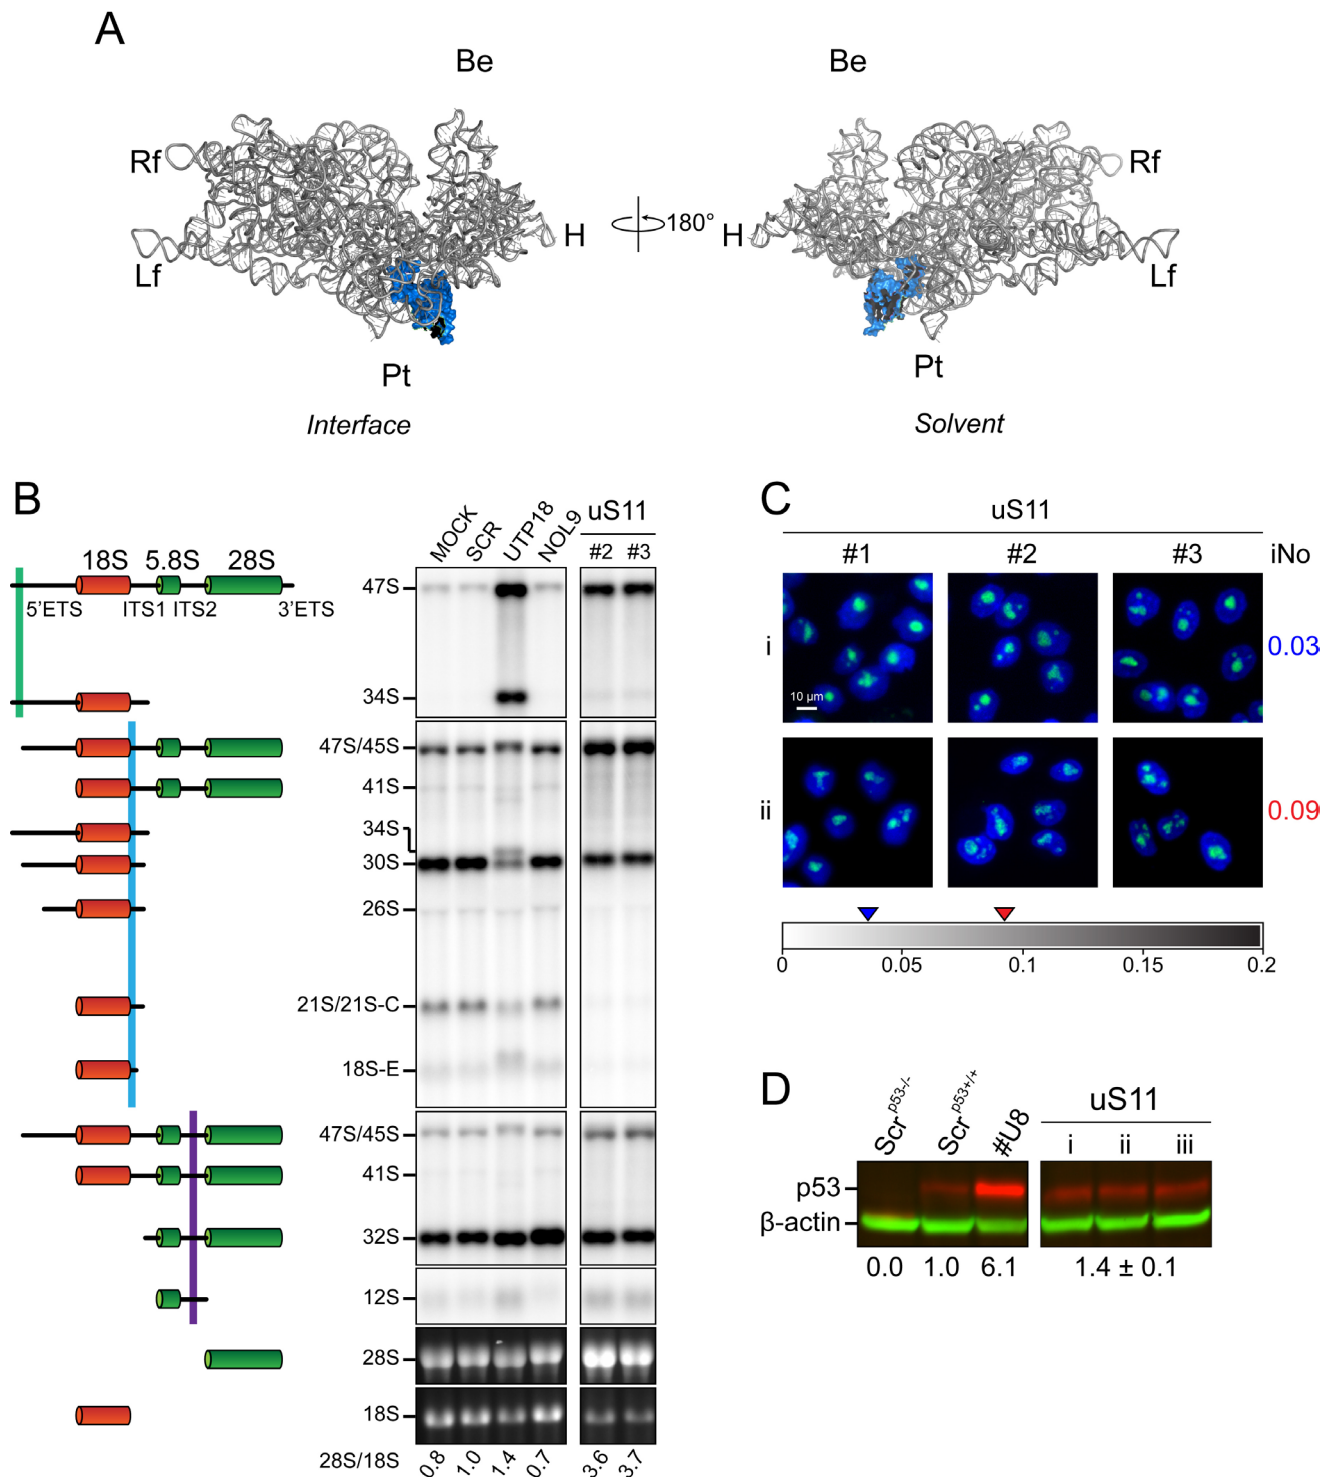 A
Be
Be
Rf
Rf
H
180°
H
Lf
Lf
Pt
Pt
Interface
Solvent
B
18S 5.8S 28S
5'ETS ITS1 ITS2 3'ETS
MOCK SCR UTP18 NOL9 uS11
#2 #3
47S
34S
47S/45S
41S
34S
30S
26S
21S/21S-C
18S-E
47S/45S
41S
32S
12S
28S
18S
28S/18S 0.8 1.0 1.4 0.7 3.6 3.7
C
uS11
#1 #2 #3 iNo
i 0.03
10 µm
ii 0.09
0 0.05 0.1 0.15 0.2
D
Scr p53-/- Scr p53+/+ #U8 uS11
i ii iii
p53
β-actin
0.0 1.0 6.1 1.4 ± 0.1